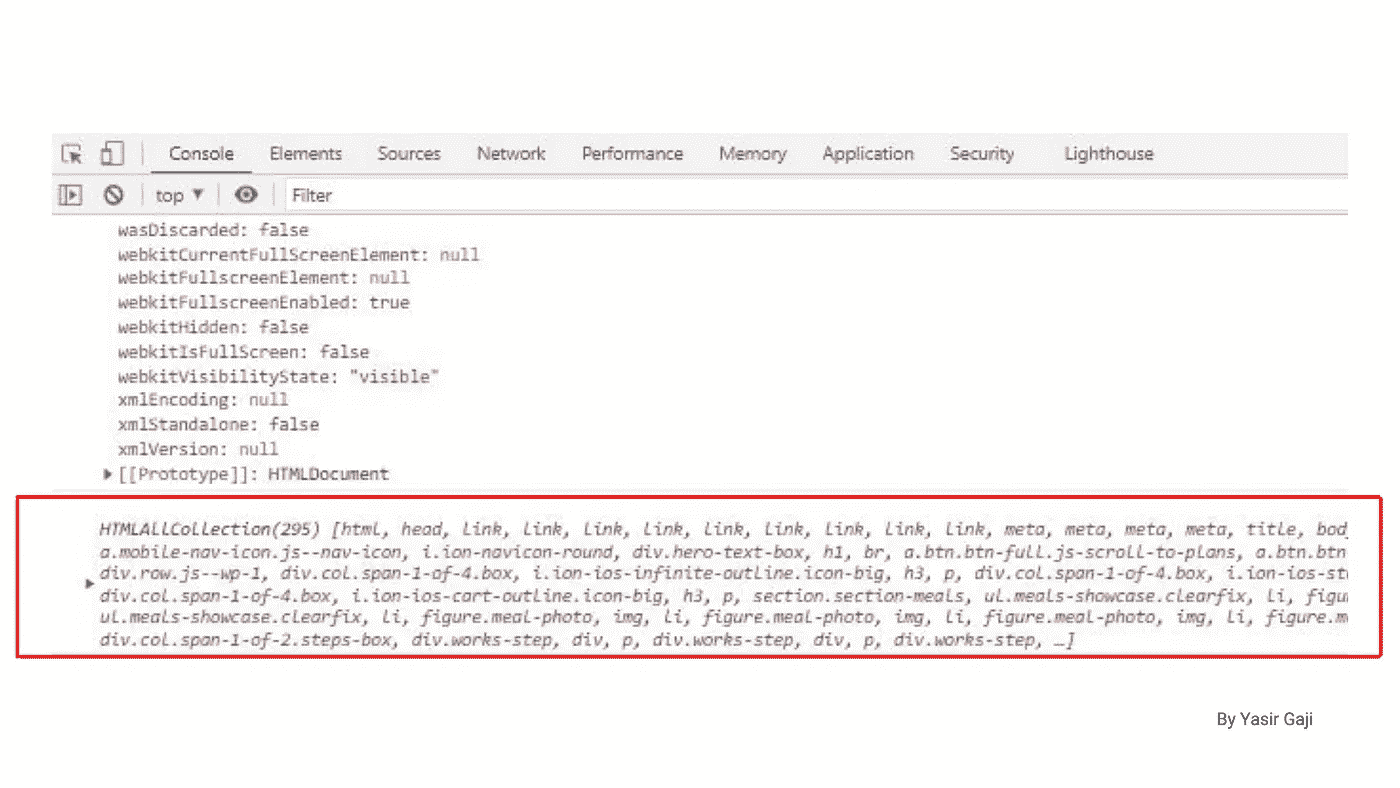 Console Elements Sources Network Performance Memory Application Security Lighthouse
top ▼ Filter
wasDiscarded: false
webkitCurrentFullScreenElement: null
webkitFullscreenElement: null
webkitFullscreenEnabled: true
webkitHidden: false
webkitIsFullScreen: false
webkitVisibilityState: "visible"
xmlEncoding: null
xmlStandalone: false
xmlVersion: null
[[Prototype]]: HTMLDocument
HTMLAllCollection(295) [html, head, link, link, link, link, link, link, link, link, link, meta, meta, meta, meta, title,
a.mobile-nav-icon.js--nav-icon, i.ion-navicon-round, div.hero-text-box, h1, br, a.btn.btn-full.js-scroll-to-plans, a.btn.btn
div.row.js--wp-1, div.col.span-1-of-4.box, i.ion-ios-infinite-outline.icon-big, h3, p, div.col.span-1-of-4.box,
div.col.span-1-of-4.box, i.ion-ios-cart-outline.icon-big, h3, p, section.section-meals, ul.meals-showcase.clearfix, li,
ul.meals-showcase.clearfix, li, figure.meal-photo, img, li, figure.meal-photo, img, li, figure.meal-photo, img, li,
div.col.span-1-of-2.steps-box, div.works-step, div, p, div.works-step, div, p, div.works-step, …]
By Yasir Gaji